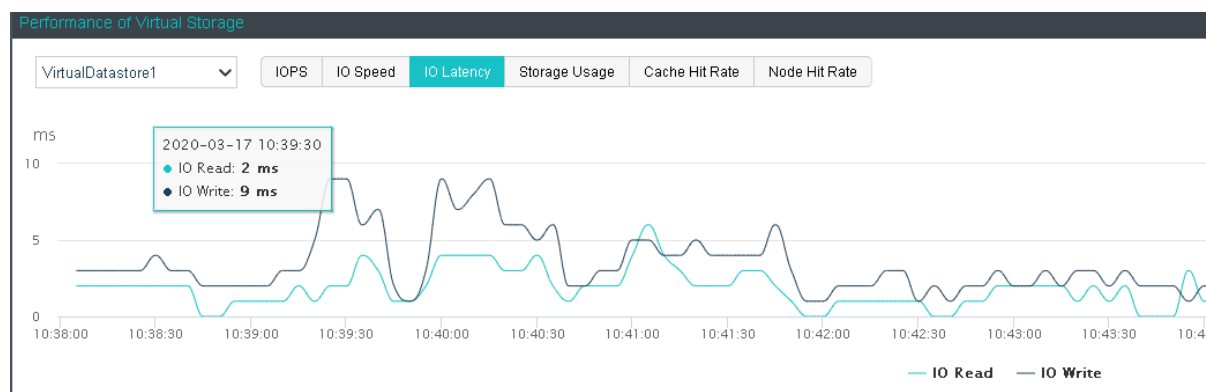 Performance of Virtual Storage
VirtualDatastore1 IOPS IO Speed IO Latency Storage Usage Cache Hit Rate Node Hit Rate
ms
2020-03-17 10:39:30
IO Read: 2 ms
IO Write: 9 ms
10
5
0
10:38:00 10:38:30 10:39:00 10:39:30 10:40:00 10:40:30 10:41:00 10:41:30 10:42:00 10:42:30 10:43:00 10:43:30 10:4
IO Read IO Write